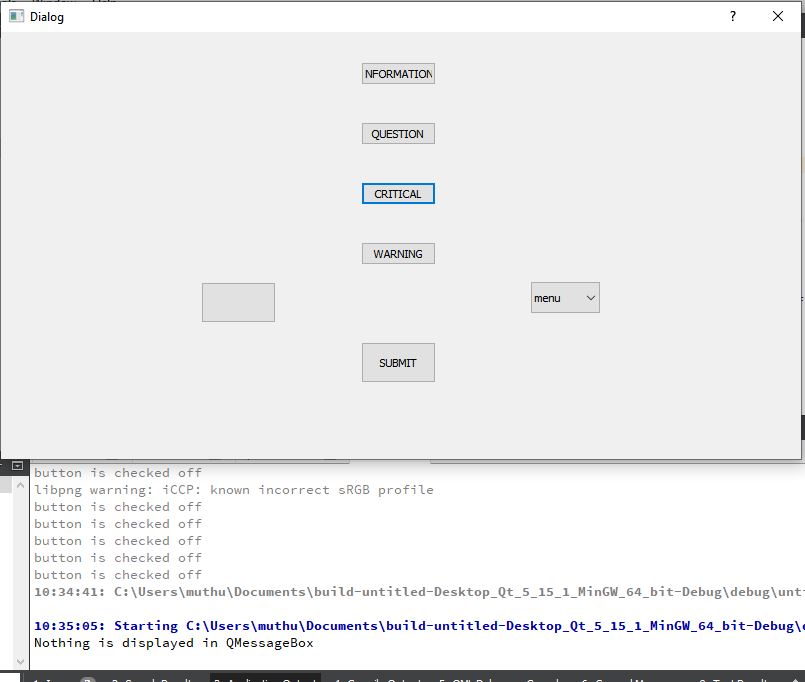 Dialog
?
NFORMATION
QUESTION
CRITICAL
WARNING
menu
SUBMIT
button is checked off
libpng warning: iCCP: known incorrect sRGB profile
button is checked off
button is checked off
button is checked off
button is checked off
button is checked off
10:34:41: C:\Users\muthu\Documents\build-untitled-Desktop_Qt_5_15_1_MinGW_64_bit-Debug\debug\unti
10:35:05: Starting C:\Users\muthu\Documents\build-untitled-Desktop_Qt_5_15_1_MinGW_64_bit-Debug\
Nothing is displayed in QMessageBox